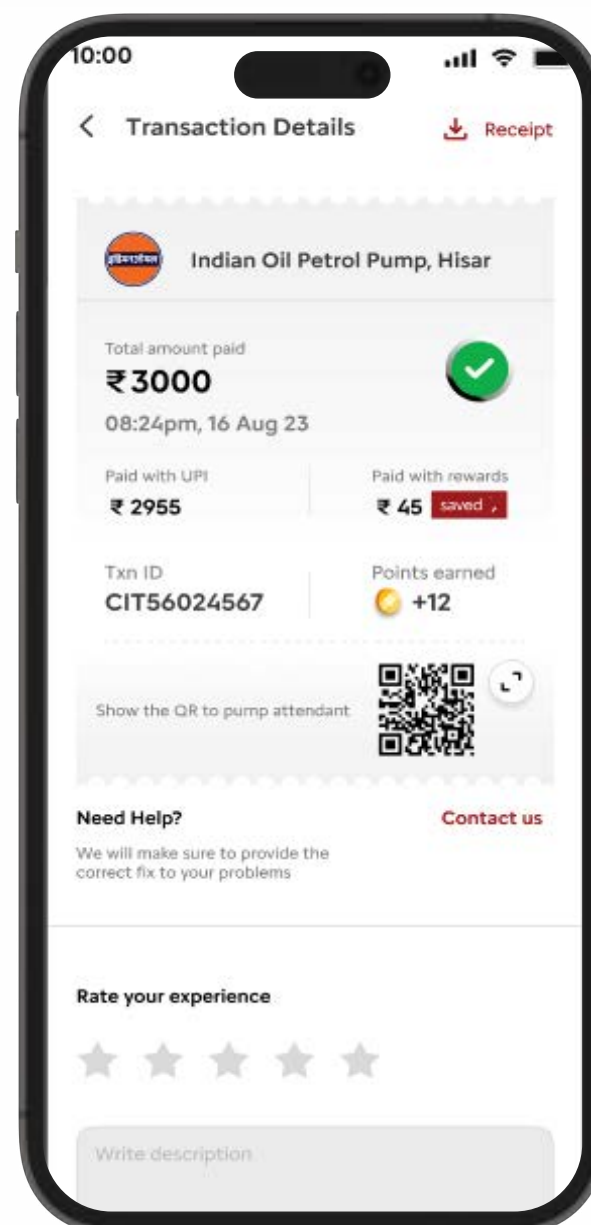 10:00
Transaction Details
Receipt
इंडियनऑयल
Indian Oil Petrol Pump, Hisar
Total amount paid
₹3000
08:24pm, 16 Aug 23
Paid with UPI
Paid with rewards
₹ 2955
₹ 45 saved
Txn ID
Points earned
CIT56024567
+12
Show the QR to pump attendant
Need Help?
Contact us
We will make sure to provide the
correct fix to your problems
Rate your experience
Write description